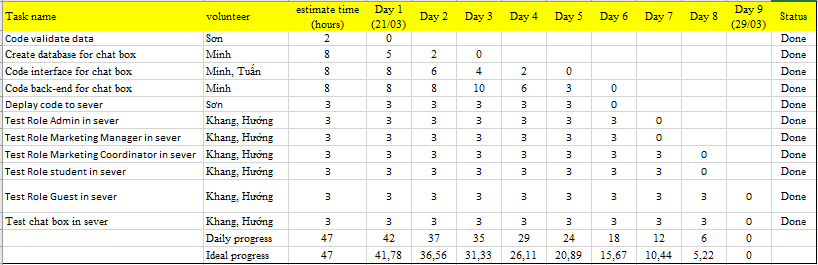 Task name volunteer estimate time (hours) Day 1 (21/03) Day 2 Day 3 Day 4 Day 5 Day 6 Day 7 Day 8 Day 9 (29/03) Status
Code validate data Sơn 2 0 Done
Create database for chat box Minh 8 5 2 0 Done
Code interface for chat box Minh, Tuấn 8 8 6 4 2 0 Done
Code back-end for chat box Minh 8 8 8 10 6 3 0 Done
Deplay code to sever Sơn 3 3 3 3 3 3 0 Done
Test Role Admin in sever Khang, Hướng 3 3 3 3 3 3 3 0 Done
Test Role Marketing Manager in sever Khang, Hướng 3 3 3 3 3 3 3 0 Done
Test Role Marketing Coordinator in sever Khang, Hướng 3 3 3 3 3 3 3 3 0 Done
Test Role student in sever Khang, Hướng 3 3 3 3 3 3 3 3 0 Done
Test Role Guest in sever Khang, Hướng 3 3 3 3 3 3 3 3 3 0 Done
Test chat box in sever Khang, Hướng 3 3 3 3 3 3 3 3 3 0 Done
Daily progress 47 42 37 35 29 24 18 12 6 0
Ideal progress 47 41,78 36,56 31,33 26,11 20,89 15,67 10,44 5,22 0